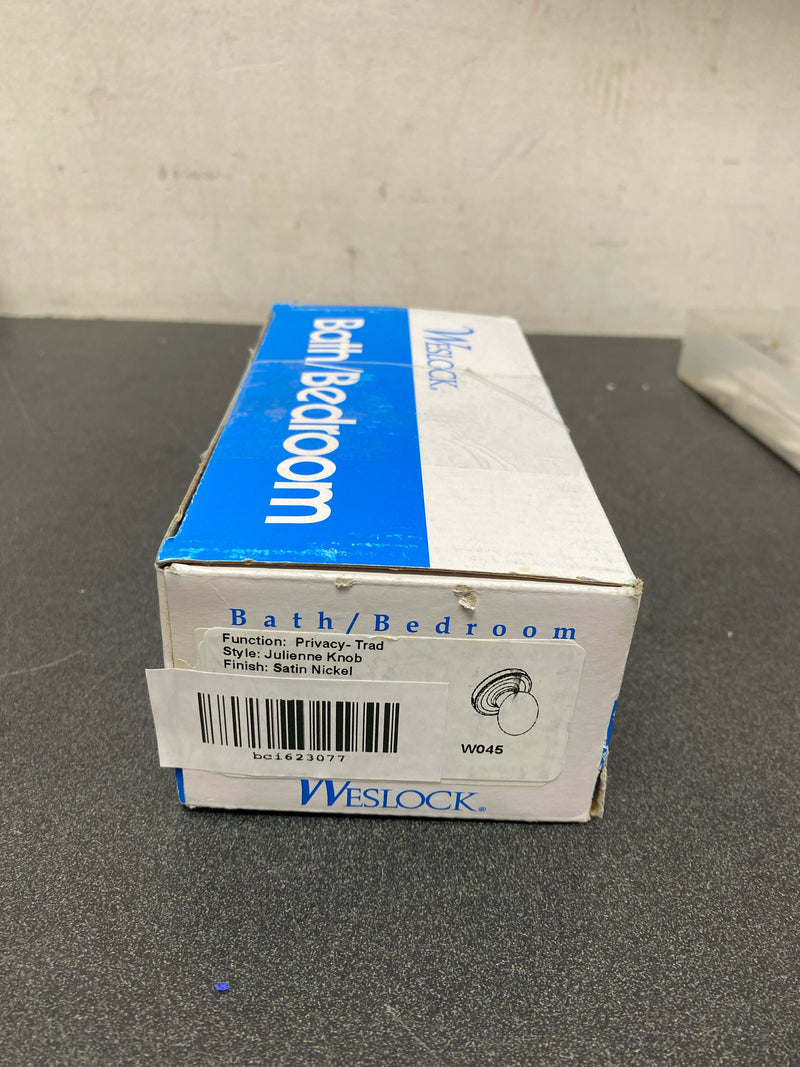 WESLOCK
Bath/Bedroom
Bath/Bedroom
Function: Privacy- Trad
Style: Julienne Knob
Finish: Satin Nickel
bci623077
W045
WESLOCK®